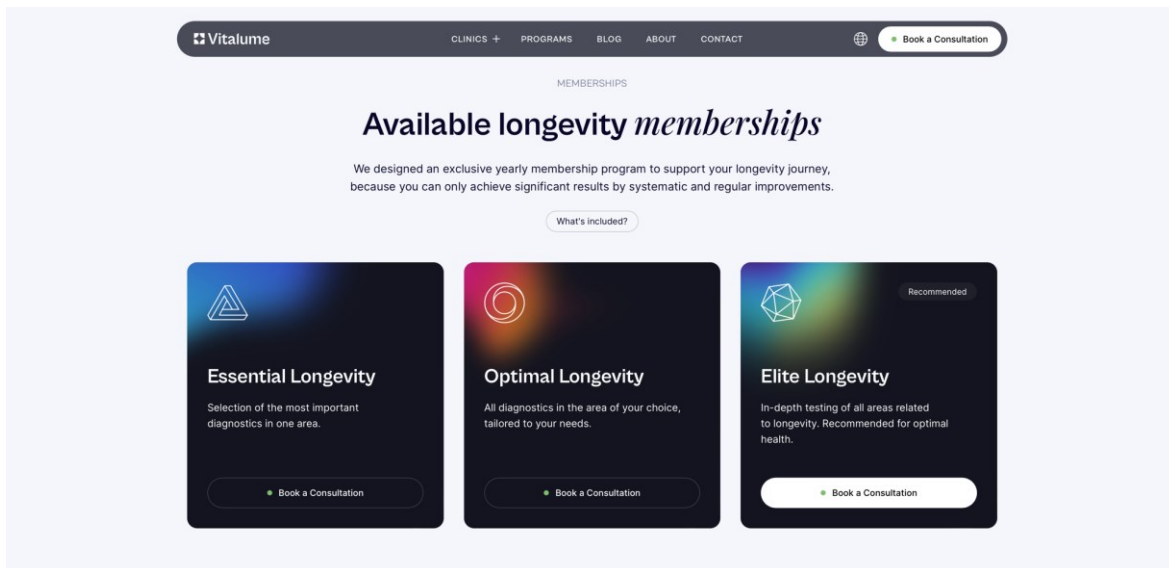 Vitalume
CLINICS +
PROGRAMS
BLOG
ABOUT
CONTACT
Book a Consultation
MEMBERSHIPS
Available longevity memberships
We designed an exclusive yearly membership program to support your longevity journey,
because you can only achieve significant results by systematic and regular improvements.
What's included?
Essential Longevity
Selection of the most important
diagnostics in one area.
Book a Consultation
Optimal Longevity
All diagnostics in the area of your choice,
tailored to your needs.
Book a Consultation
Recommended
Elite Longevity
In-depth testing of all areas related
to longevity. Recommended for optimal
health.
Book a Consultation